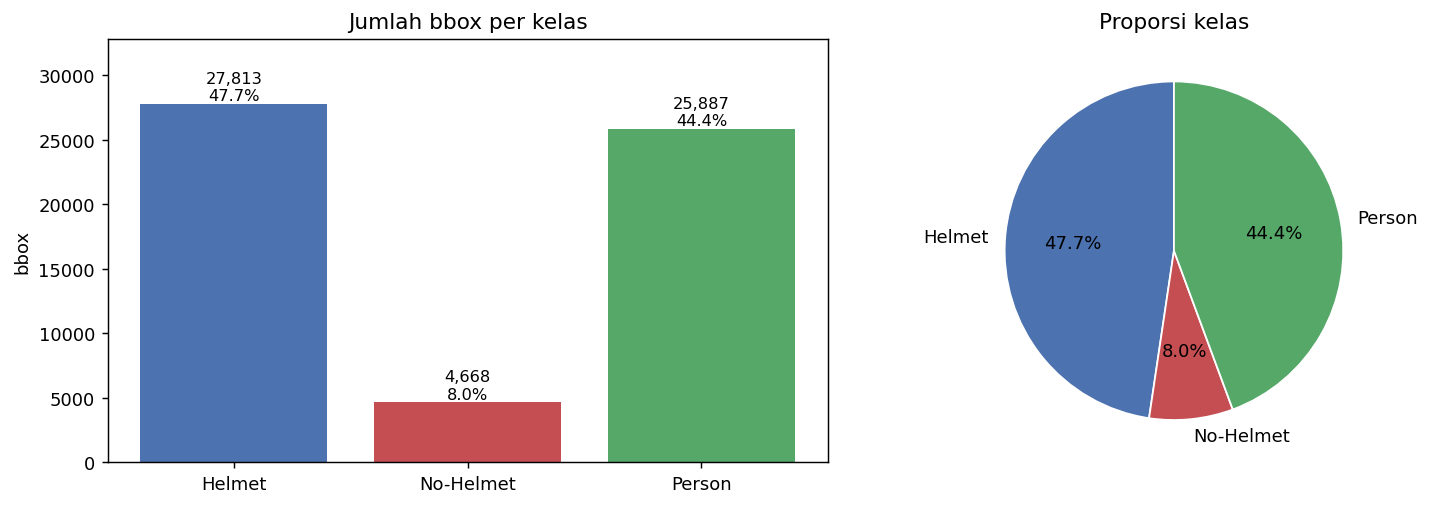 Jumlah bbox per kelas
30000
25000
20000
15000
10000
5000
0
bbox
27,813
47.7%
4,668
8.0%
25,887
44.4%
Helmet
No-Helmet
Person
Proporsi kelas
Helmet
47.7%
8.0%
No-Helmet
44.4%
Person